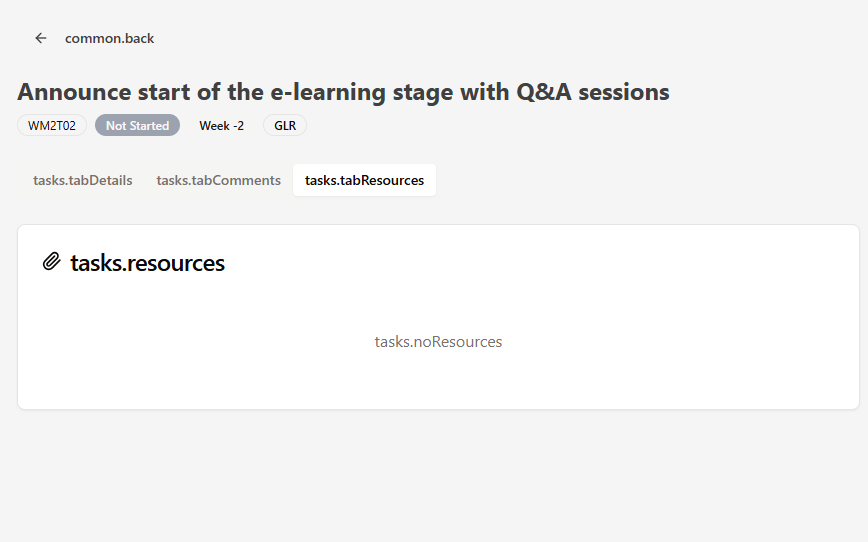 common.back
Announce start of the e-learning stage with Q&A sessions
WM2T02 Not Started Week -2 GLR
tasks.tabDetails tasks.tabComments tasks.tabResources
tasks.resources
tasks.noResources